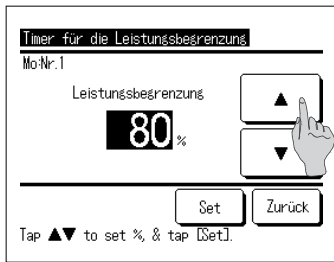 Timer für die Leistungsbegrenzung
Mo:Nr.1
Leistungsbegrenzung
80 %
▲
▼
Set
Zurück
Tap ▲▼ to set %, & tap [Set].